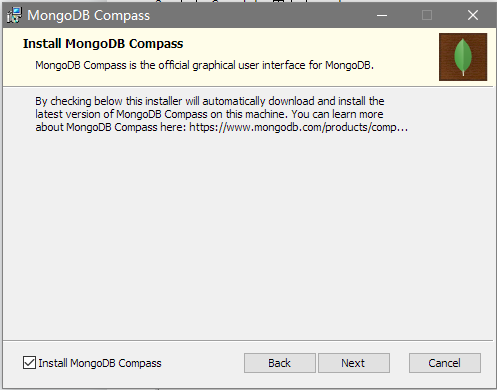 MongoDB Compass
Install MongoDB Compass
MongoDB Compass is the official graphical user interface for MongoDB.
By checking below this installer will automatically download and install the
latest version of MongoDB Compass on this machine. You can learn more
about MongoDB Compass here: https://www.mongodb.com/products/comp...
Install MongoDB Compass
Back
Next
Cancel